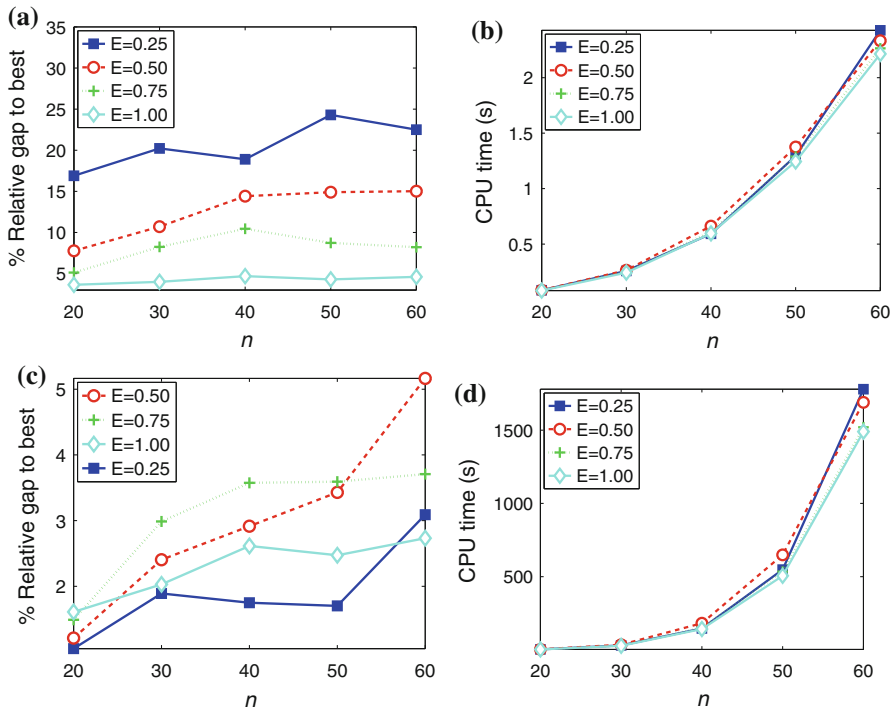 (a)
% Relative gap to best
35
30
25
20
15
10
5
E=0.25
E=0.50
E=0.75
E=1.00
20 30 40 50 60
n
(b)
CPU time (s)
2
1.5
1
0.5
E=0.25
E=0.50
E=0.75
E=1.00
20 30 40 50 60
n
(c)
% Relative gap to best
5
4
3
2
E=0.50
E=0.75
E=1.00
E=0.25
20 30 40 50 60
n
(d)
CPU time (s)
1500
1000
500
E=0.25
E=0.50
E=0.75
E=1.00
20 30 40 50 60
n